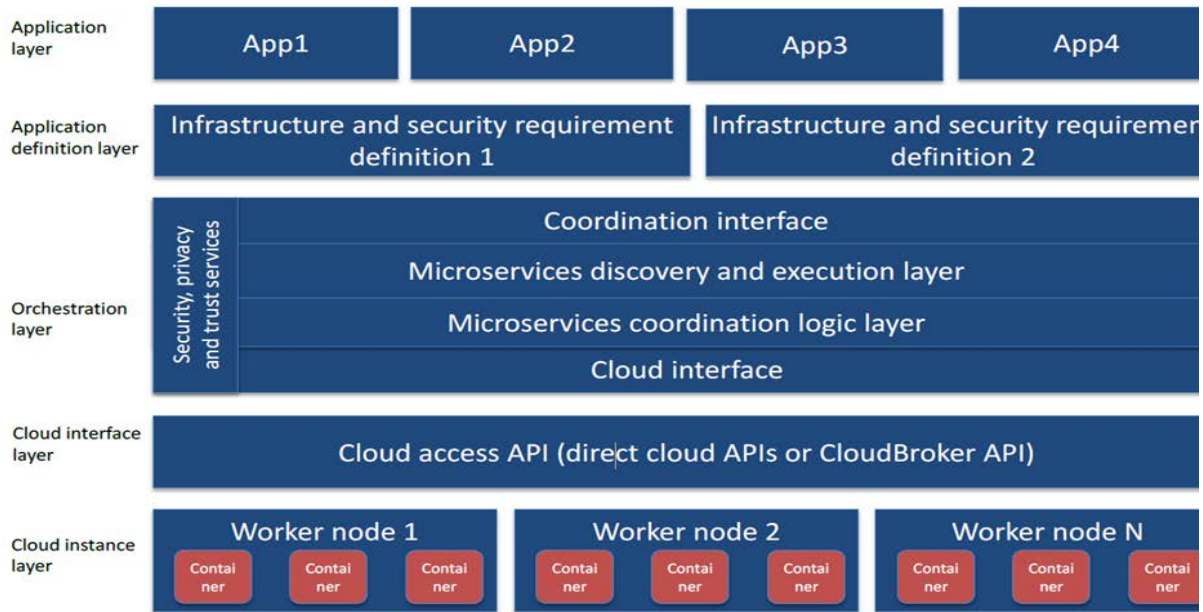 Application
layer
App1
App2
App3
App4
Application
definition layer
Infrastructure and security requirement
definition 1
Infrastructure and security requiremen
definition 2
Orchestration
layer
Security, privacy
and trust services
Coordination interface
Microservices discovery and execution layer
Microservices coordination logic layer
Cloud interface
Cloud interface
layer
Cloud access API (direct cloud APIs or CloudBroker API)
Cloud instance
layer
Worker node 1
Contai
ner
Contai
ner
Contai
ner
Worker node 2
Contai
ner
Contai
ner
Contai
ner
Worker node N
Contai
ner
Contai
ner
Contai
ner